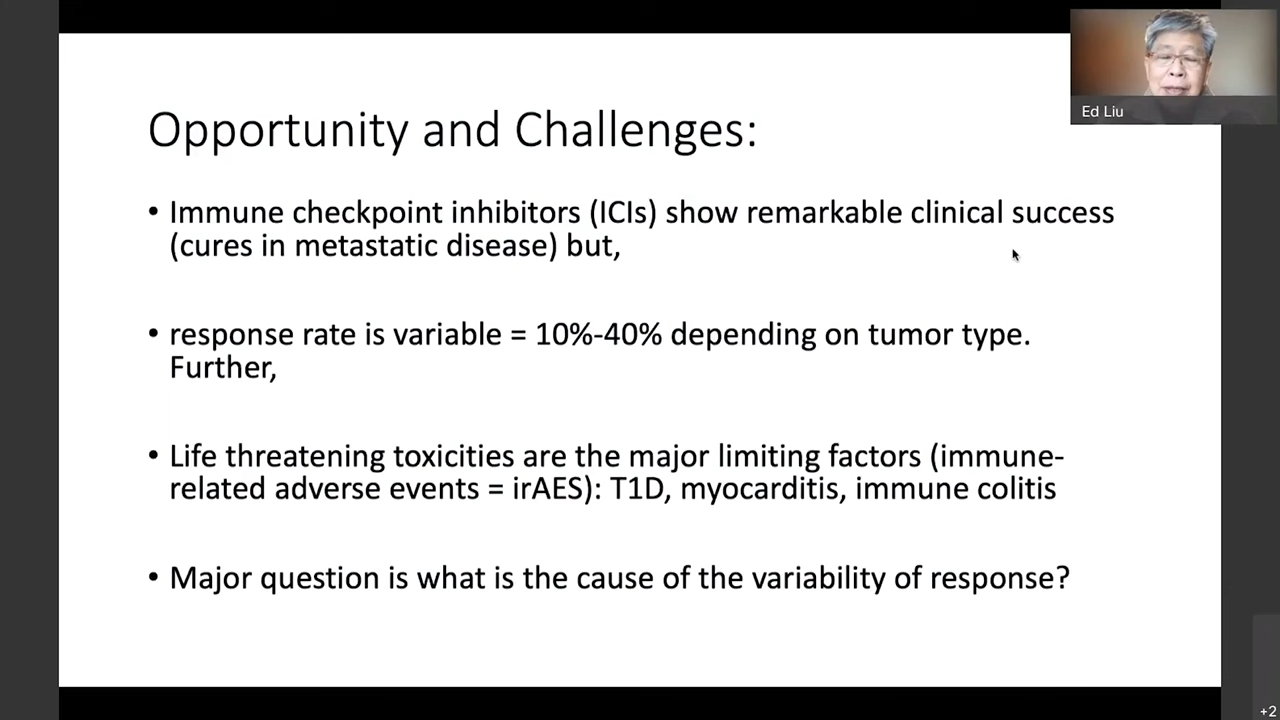 Ed Liu
Opportunity and Challenges:
• Immune checkpoint inhibitors (ICIs) show remarkable clinical success
(cures in metastatic disease) but,
• response rate is variable = 10%-40% depending on tumor type.
Further,
• Life threatening toxicities are the major limiting factors (immune-
related adverse events = irAES): T1D, myocarditis, immune colitis
• Major question is what is the cause of the variability of response?
+2